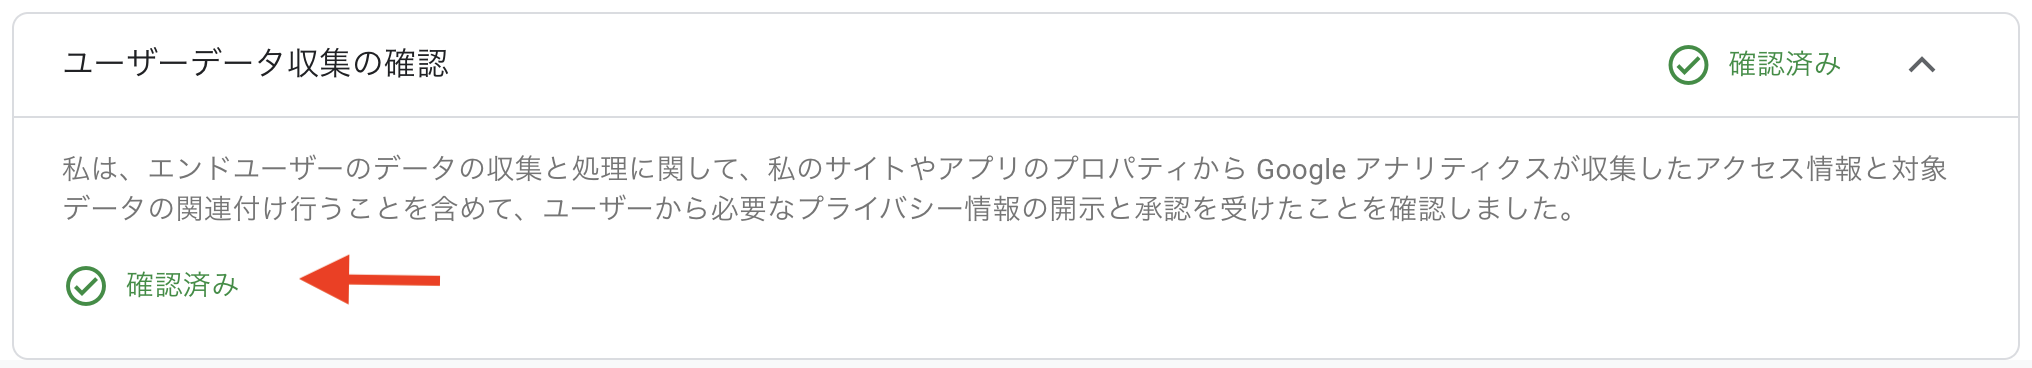 ユーザーデータ収集の確認
確認済み
私は、エンドユーザーのデータの収集と処理に関して、私のサイトやアプリのプロパティから Google アナリティクスが収集したアクセス情報と対象
データの関連付け行うことを含めて、ユーザーから必要なプライバシー情報の開示と承認を受けたことを確認しました。
確認済み